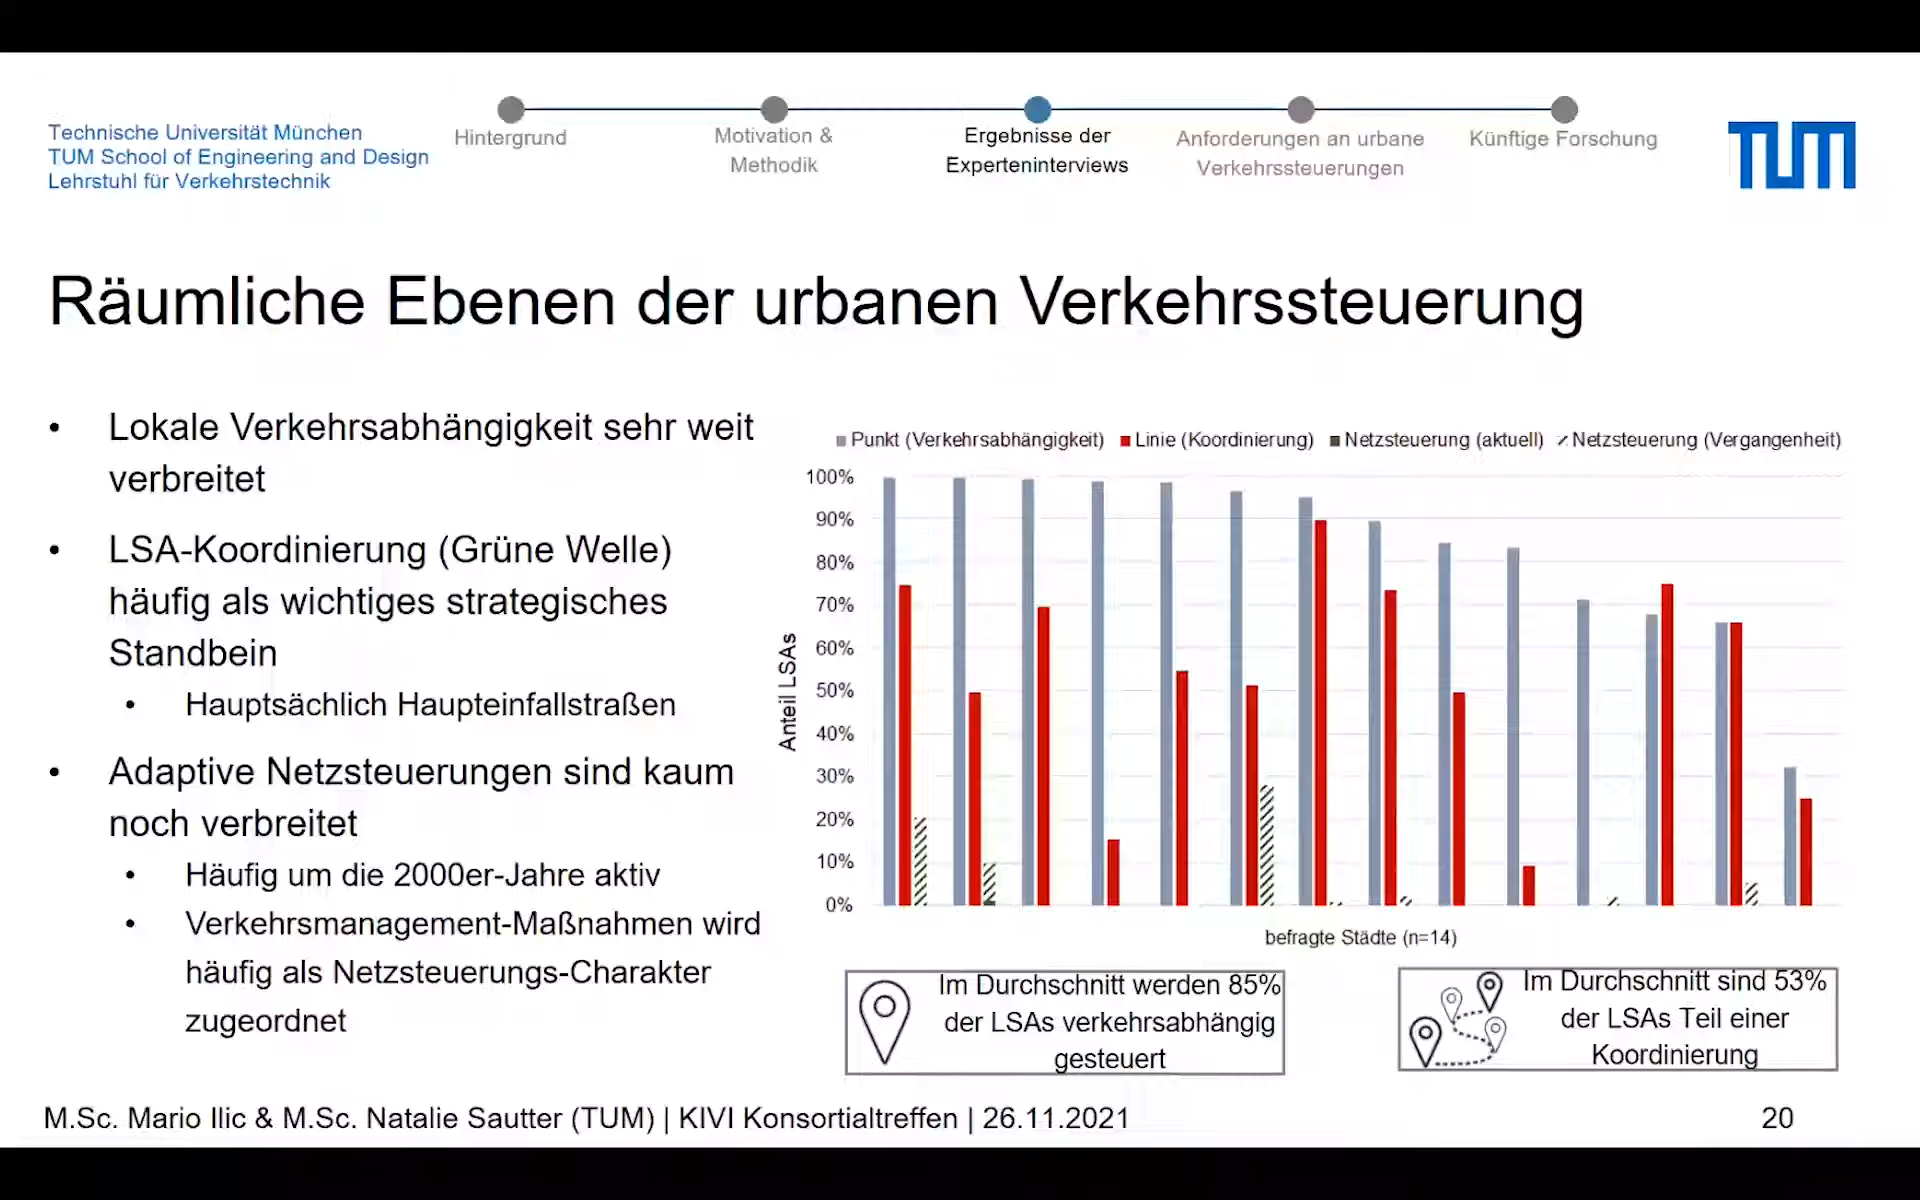 Technische Universität München
TUM School of Engineering and Design
Lehrstuhl für Verkehrstechnik
Hintergrund
Motivation &
Methodik
Ergebnisse der
Experteninterviews
Anforderungen an urbane
Verkehrssteuerungen
Künftige Forschung
TUM
Räumliche Ebenen der urbanen Verkehrssteuerung
• Lokale Verkehrsabhängigkeit sehr weit
verbreitet
• LSA-Koordinierung (Grüne Welle)
häufig als wichtiges strategisches
Standbein
• Hauptsächlich Haupteinfallstraßen
• Adaptive Netzsteuerungen sind kaum
noch verbreitet
• Häufig um die 2000er-Jahre aktiv
• Verkehrsmanagement-Maßnahmen wird
häufig als Netzsteuerungs-Charakter
zugeordnet
Punkt (Verkehrsabhängigkeit) Linie (Koordinierung) Netzsteuerung (aktuell) Netzsteuerung (Vergangenheit)
Anteil LSAs
100%
90%
80%
70%
60%
50%
40%
30%
20%
10%
0%
befragte Städte (n=14)
Im Durchschnitt werden 85%
der LSAs verkehrsabhängig
gesteuert
Im Durchschnitt sind 53%
der LSAs Teil einer
Koordinierung
M.Sc. Mario Ilic & M.Sc. Natalie Sautter (TUM) | KIVI Konsortialtreffen | 26.11.2021
20